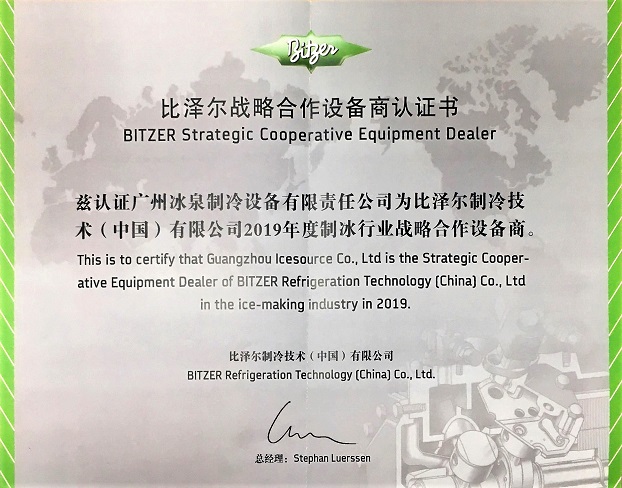 Bitzer
比泽尔战略合作设备商认证书
BITZER Strategic Cooperative Equipment Dealer
兹认证广州冰泉制冷设备有限责任公司为比泽尔制冷技
术（中国）有限公司2019年度制冰行业战略合作设备商。
This is to certify that Guangzhou Icesource Co., Ltd is the Strategic Cooper-
ative Equipment Dealer of BITZER Refrigeration Technology (China) Co., Ltd
in the ice-making industry in 2019.
比泽尔制冷技术（中国）有限公司
BITZER Refrigeration Technology (China) Co., Ltd.
总经理：Stephan Luerssen